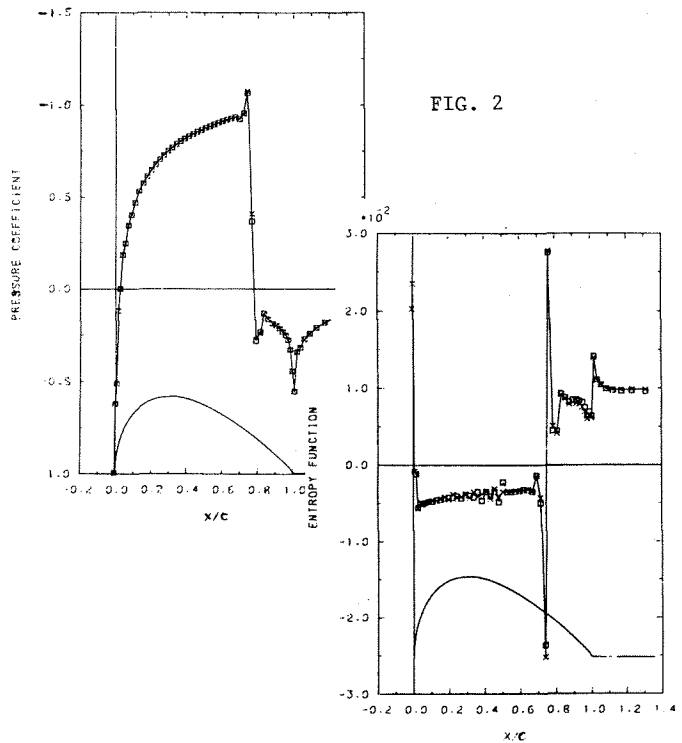 -1.5
-1.0
0.5
0.0
0.5
1.0
PRESSURE COEFFICIENT
-0.2 0.0 0.2 0.4 0.6 0.8 1.0
X/C
FIG. 2
*10²
3.0
2.0
1.0
0.0
-1.0
-2.0
-3.0
ENTROPY FUNCTION
-0.2 0.0 0.2 0.4 0.6 0.8 1.0 1.2 1.4
X/C